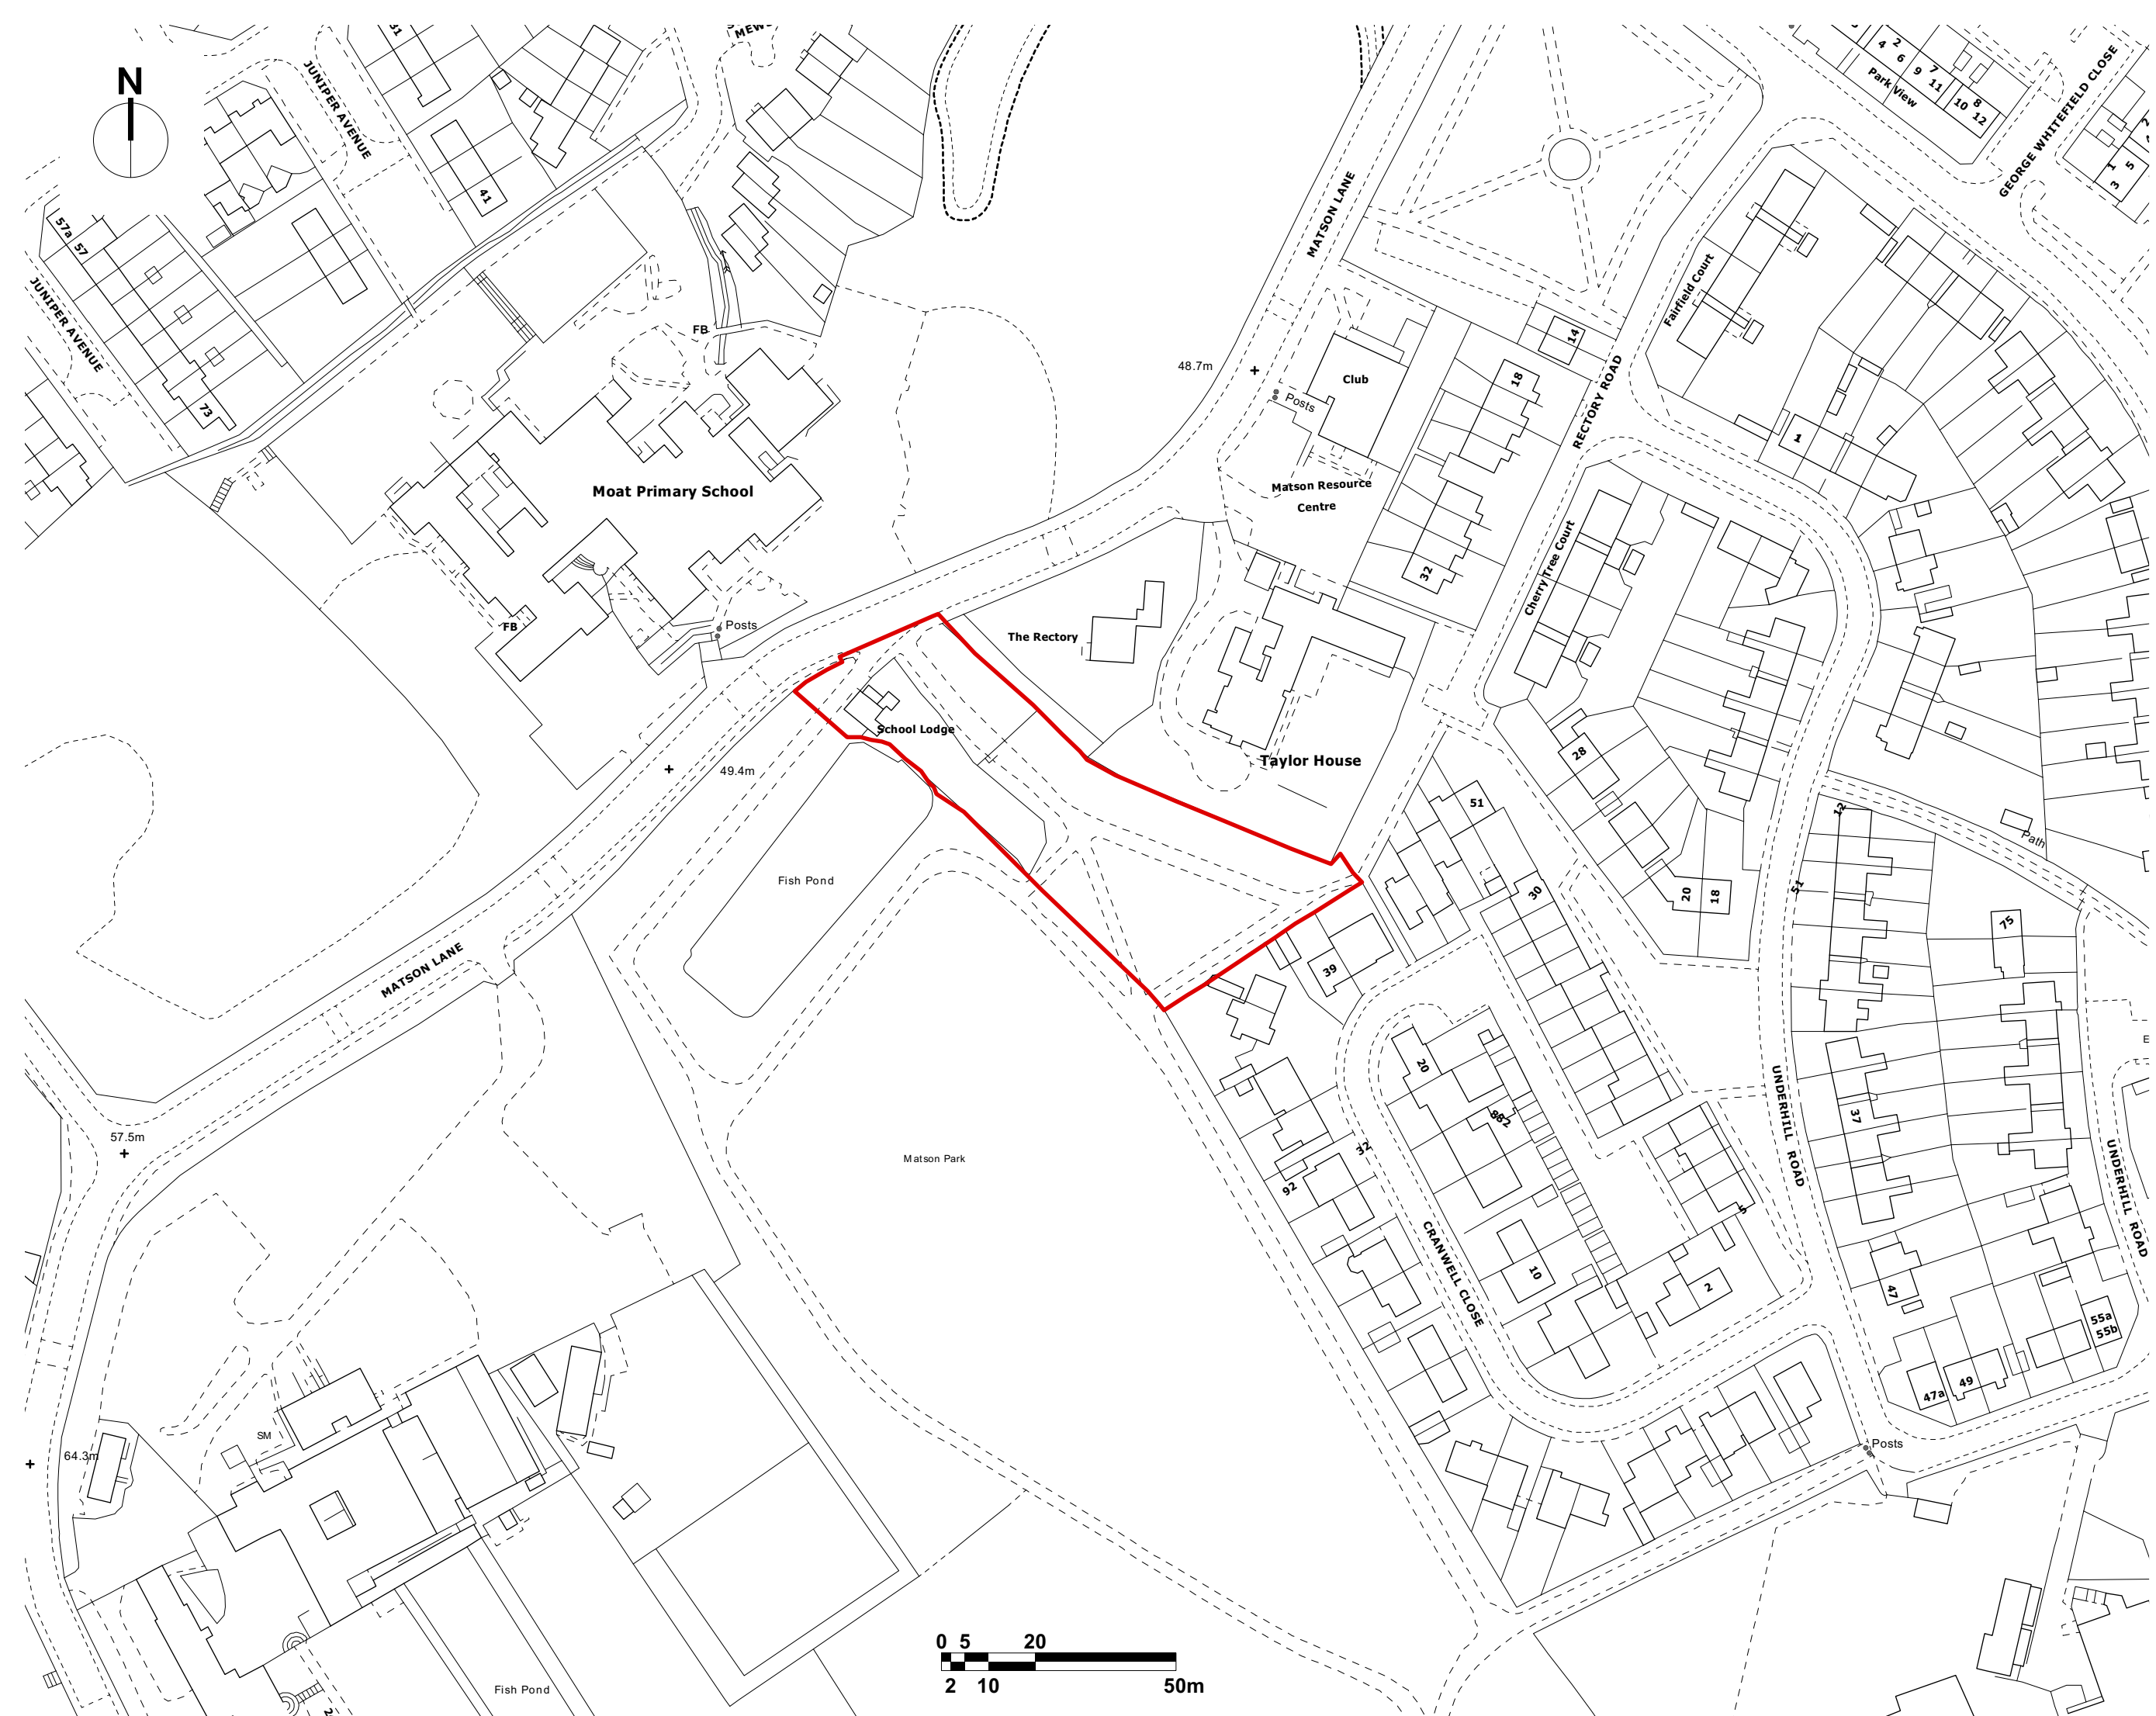 N
JUNIPER AVENUE
31
MEWS
41
57a
57
JUNIPER AVENUE
73
FB
Moat Primary School
FB
Posts
MATSON LANE
48.7m
Posts
Club
Matson Resource
Centre
14
18
32
RECTORY ROAD
Fairfield Court
Park View
2
4
6
7
9
11
8
10
12
GEORGE WHITEFIELD CLOSE
1
3
5
1
Cherry Tree Court
The Rectory
School Lodge
Taylor House
49.4m
Fish Pond
MATSON LANE
57.5m
64.3m
SM
Matson Park
Fish Pond
28
20
18
51
30
39
12
51
Path
75
20
32
92
10
2
5
CRANWELL CLOSE
37
UNDERHILL ROAD
UNDERHILL ROAD
47
47a
49
55a
55b
Posts
0 5 20
2 10 50m